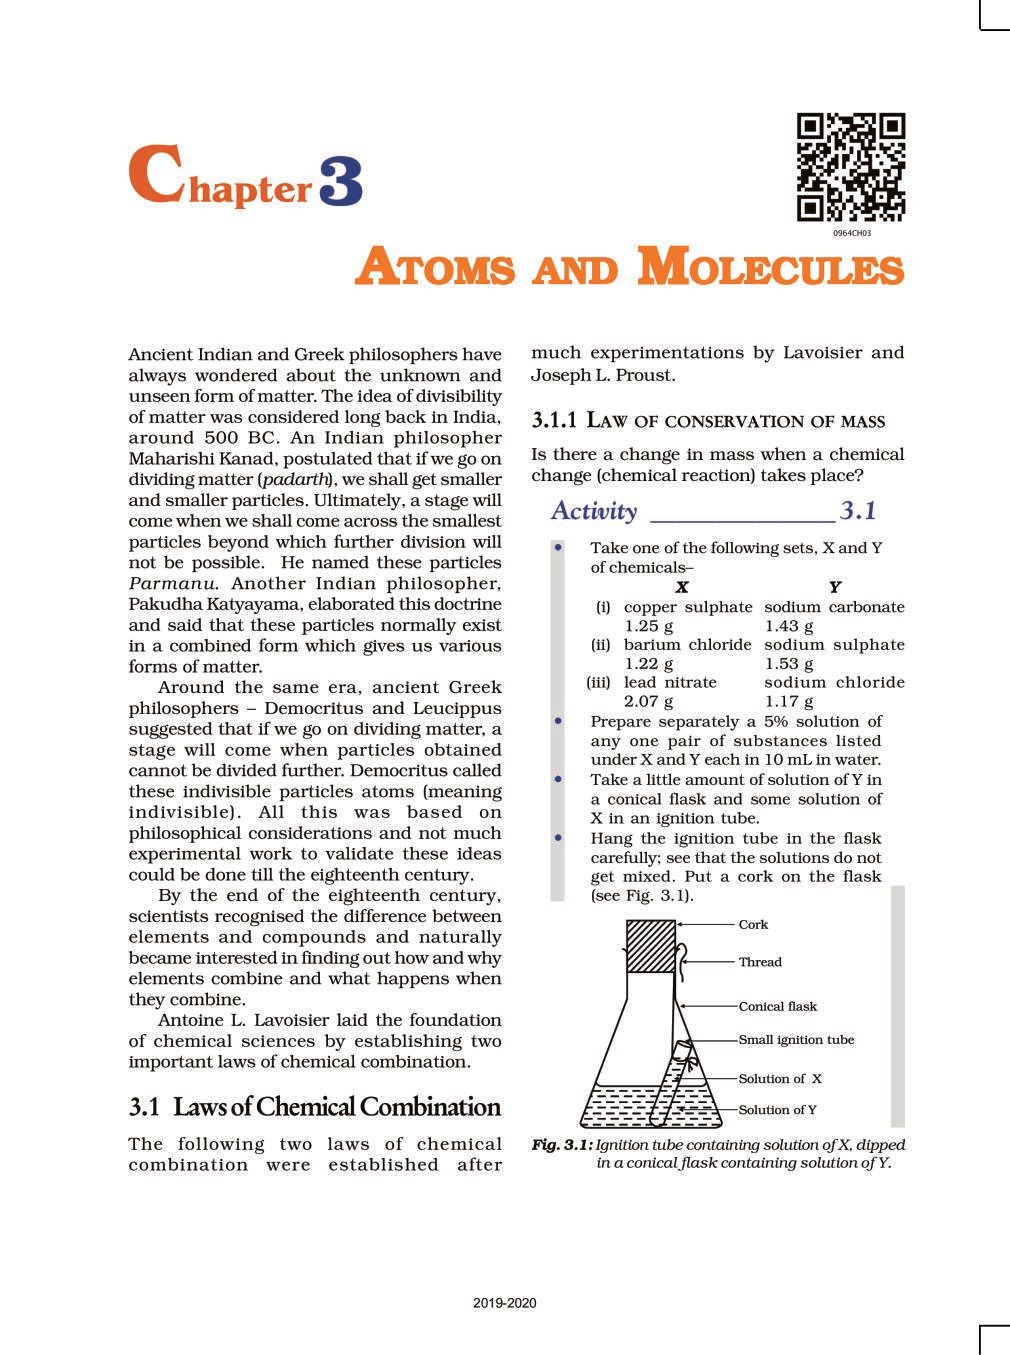 Chapter 3
0964CH03
ATOMS AND MOLECULES
Ancient Indian and Greek philosophers have
always wondered about the unknown and
unseen form of matter. The idea of divisibility
of matter was considered long back in India,
around 500 BC. An Indian philosopher
Maharishi Kanad, postulated that if we go on
dividing matter (padarth), we shall get smaller
and smaller particles. Ultimately, a stage will
come when we shall come across the smallest
particles beyond which further division will
not be possible. He named these particles
Parmanu. Another Indian philosopher,
Pakudha Katyayama, elaborated this doctrine
and said that these particles normally exist
in a combined form which gives us various
forms of matter.
Around the same era, ancient Greek
philosophers – Democritus and Leucippus
suggested that if we go on dividing matter, a
stage will come when particles obtained
cannot be divided further. Democritus called
these indivisible particles atoms (meaning
indivisible). All this was based on
philosophical considerations and not much
experimental work to validate these ideas
could be done till the eighteenth century.
By the end of the eighteenth century,
scientists recognised the difference between
elements and compounds and naturally
became interested in finding out how and why
elements combine and what happens when
they combine.
Antoine L. Lavoisier laid the foundation
of chemical sciences by establishing two
important laws of chemical combination.
3.1 Laws of Chemical Combination
The following two laws of chemical
combination were established after
much experimentations by Lavoisier and
Joseph L. Proust.
3.1.1 LAW OF CONSERVATION OF MASS
Is there a change in mass when a chemical
change (chemical reaction) takes place?
Activity ______________ 3.1
• Take one of the following sets, X and Y
of chemicals–
X Y
(i) copper sulphate sodium carbonate
1.25 g 1.43 g
(ii) barium chloride sodium sulphate
1.22 g 1.53 g
(iii) lead nitrate sodium chloride
2.07 g 1.17 g
• Prepare separately a 5% solution of
any one pair of substances listed
under X and Y each in 10 mL in water.
• Take a little amount of solution of Y in
a conical flask and some solution of
X in an ignition tube.
• Hang the ignition tube in the flask
carefully; see that the solutions do not
get mixed. Put a cork on the flask
(see Fig. 3.1).
Cork
Thread
Conical flask
Small ignition tube
Solution of X
Solution of Y
Fig. 3.1: Ignition tube containing solution of X, dipped
in a conical flask containing solution of Y.
2019-2020